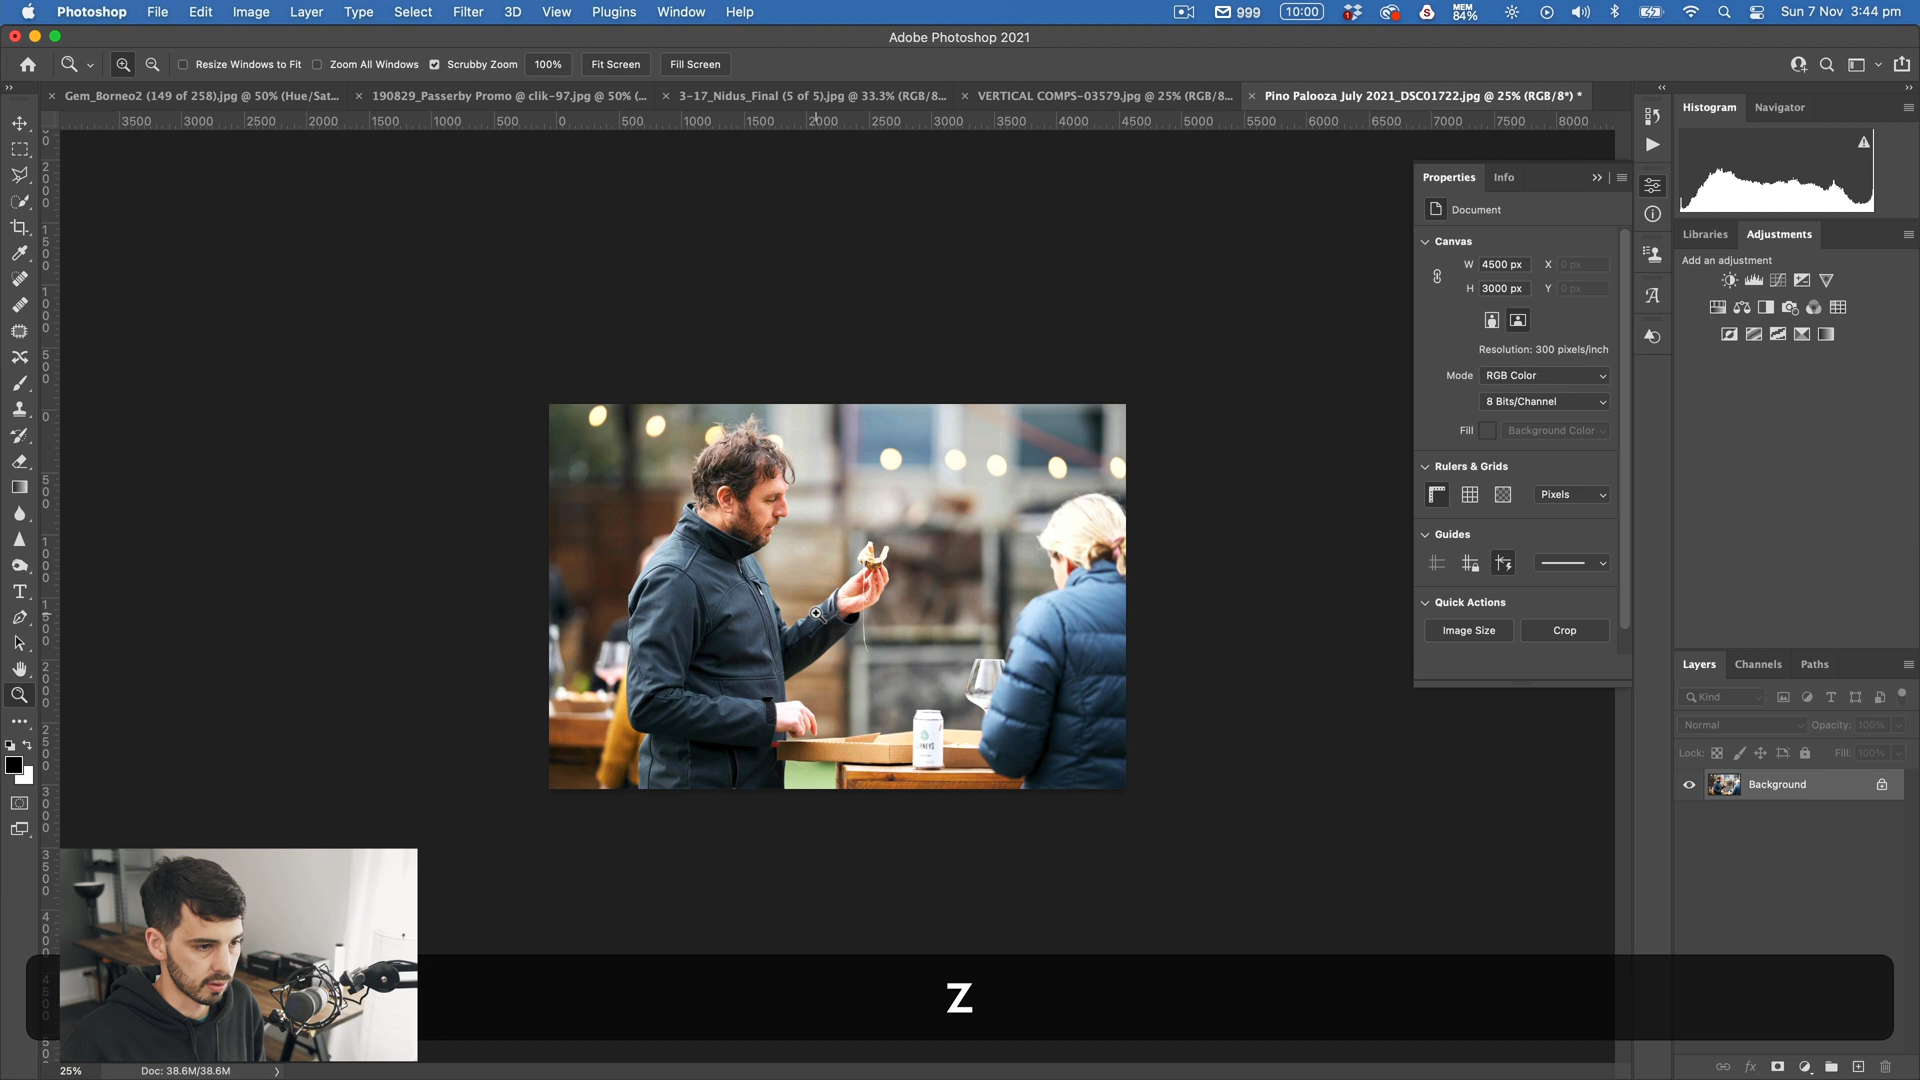 Photoshop File Edit Image Layer Type Select Filter 3D View Plugins Window Help 999 10:00 1 MEM 84% Sun 7 Nov 3:44 pm
Adobe Photoshop 2021
Resize Windows to Fit Zoom All Windows Scrubby Zoom 100% Fit Screen Fill Screen
Gem_Borneo2 (149 of 258).jpg @ 50% (Hue/Sat... 190829_Passerby Promo @ clik-97.jpg @ 50% (... 3-17_Nidus_Final (5 of 5).jpg @ 33.3% (RGB/8... VERTICAL COMPS-03579.jpg @ 25% (RGB/8... Pino Palooza July 2021_DSC01722.jpg @ 25% (RGB/8*) *
3500 3000 2500 2000 1500 1000 500 0 500 1000 1500 2000 2500 3000 3500 4000 4500 5000 5500 6000 6500 7000 7500 8000
Histogram Navigator
Properties Info
Document
Canvas
W 4500 px X 0 px
H 3000 px Y 0 px
Resolution: 300 pixels/inch
Mode RGB Color
8 Bits/Channel
Fill Background Color
Rulers & Grids
Pixels
Guides
Quick Actions
Image Size Crop
Libraries Adjustments
Add an adjustment
Layers Channels Paths
Kind
Normal Opacity: 100%
Lock: Fill: 100%
Background
Z
25% Doc: 38.6M/38.6M